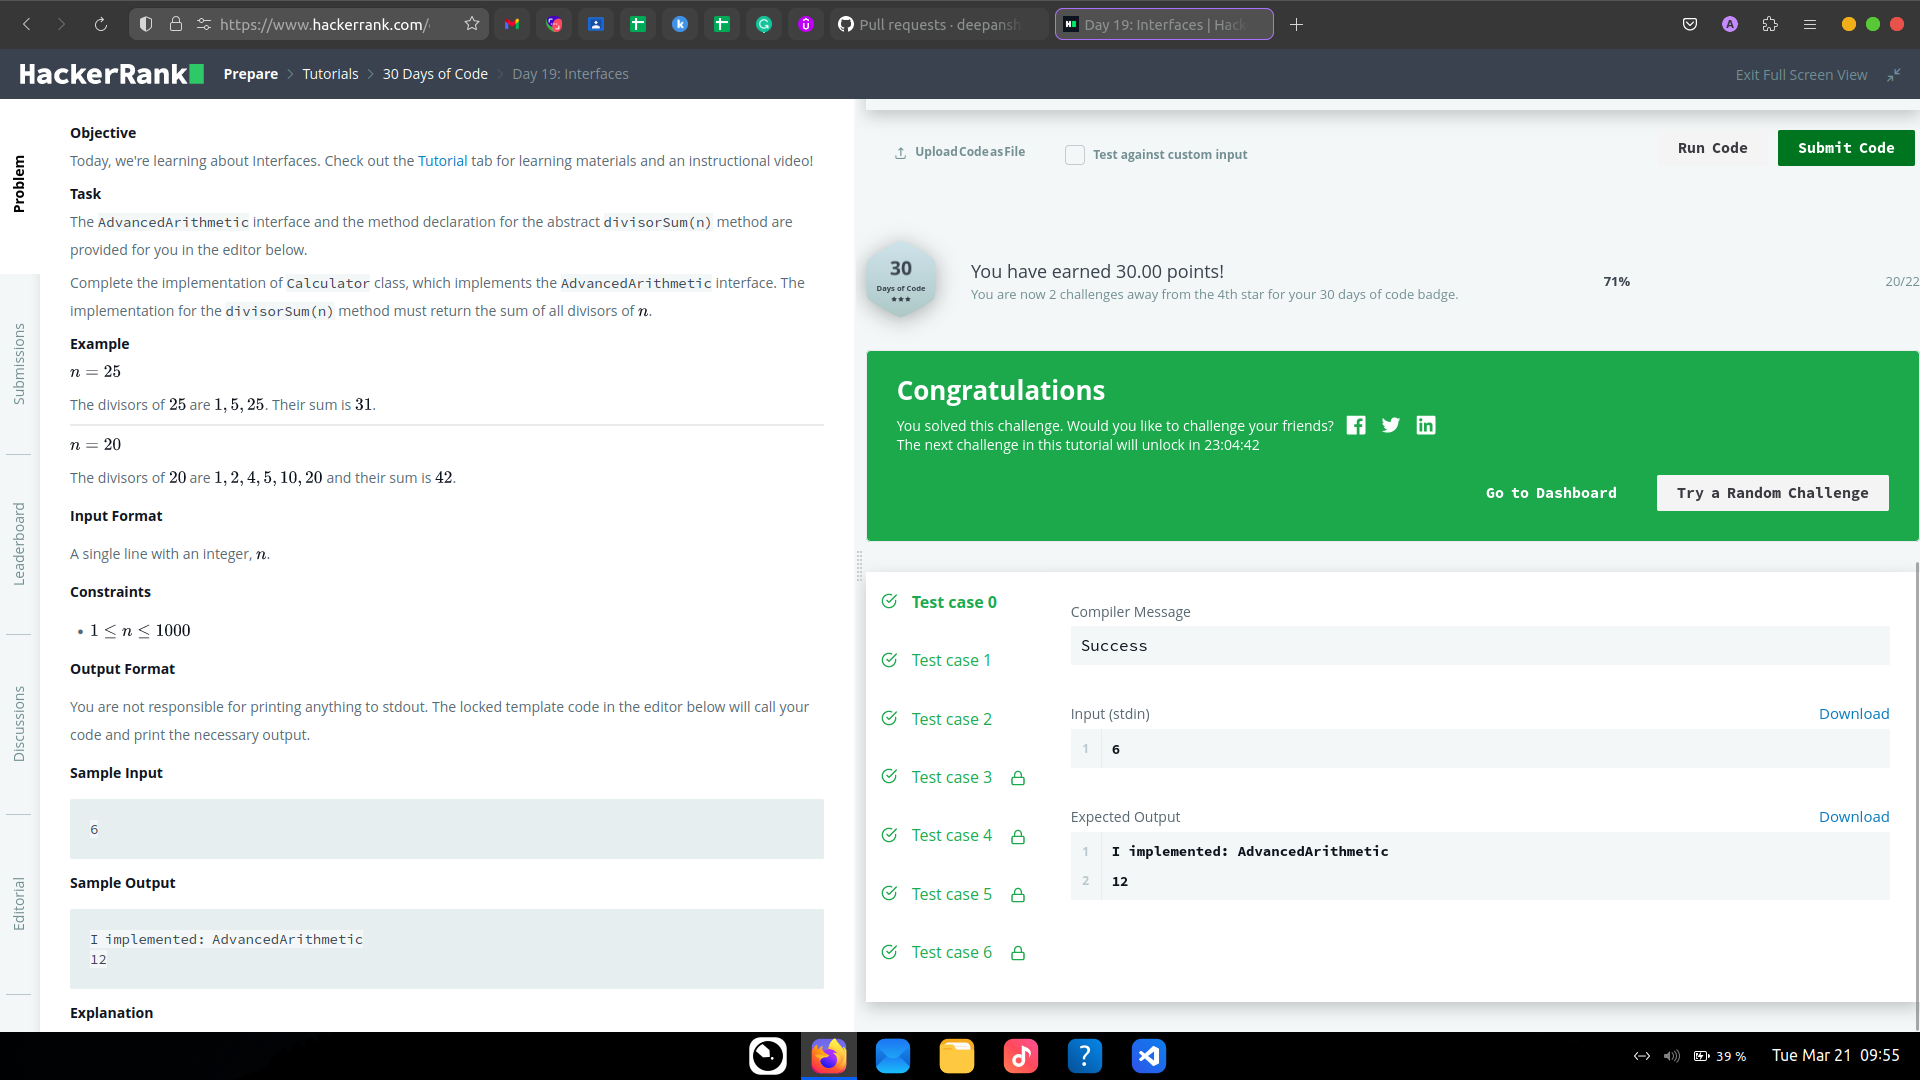 https://www.hackerrank.com/
Pull requests · deepansh
Day 19: Interfaces | Hack
HackerRank
Prepare > Tutorials > 30 Days of Code > Day 19: Interfaces
Exit Full Screen View
Problem
Submissions
Leaderboard
Discussions
Editorial
Objective
Today, we're learning about Interfaces. Check out the Tutorial tab for learning materials and an instructional video!
Task
The AdvancedArithmetic interface and the method declaration for the abstract divisorSum(n) method are
provided for you in the editor below.
Complete the implementation of Calculator class, which implements the AdvancedArithmetic interface. The
implementation for the divisorSum(n) method must return the sum of all divisors of n.
Example
n = 25
The divisors of 25 are 1, 5, 25. Their sum is 31.
n = 20
The divisors of 20 are 1, 2, 4, 5, 10, 20 and their sum is 42.
Input Format
A single line with an integer, n.
Constraints
• 1 ≤ n ≤ 1000
Output Format
You are not responsible for printing anything to stdout. The locked template code in the editor below will call your
code and print the necessary output.
Sample Input
6
Sample Output
I implemented: AdvancedArithmetic
12
Explanation
Upload Code as File
Test against custom input
Run Code
Submit Code
30
Days of Code
★★★
You have earned 30.00 points!
You are now 2 challenges away from the 4th star for your 30 days of code badge.
71%
20/22
Congratulations
You solved this challenge. Would you like to challenge your friends?
The next challenge in this tutorial will unlock in 23:04:42
Go to Dashboard
Try a Random Challenge
Test case 0
Test case 1
Test case 2
Test case 3
Test case 4
Test case 5
Test case 6
Compiler Message
Success
Input (stdin)
Download
1 6
Expected Output
Download
1 I implemented: AdvancedArithmetic
2 12
39 %
Tue Mar 21 09:55